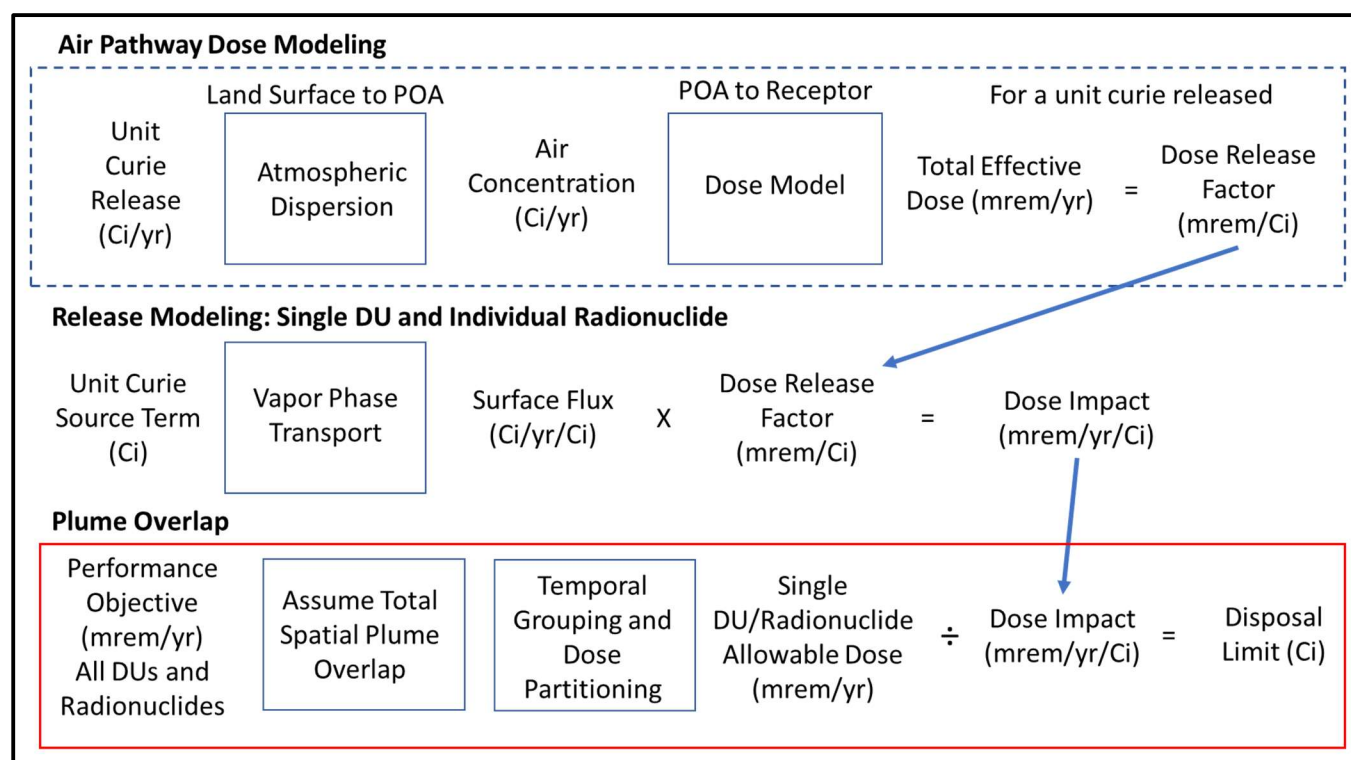 Air Pathway Dose Modeling
Land Surface to POA
POA to Receptor
For a unit curie released
Unit
Curie
Release
(Ci/yr)
Atmospheric
Dispersion
Air
Concentration
(Ci/yr)
Dose Model
Total Effective
Dose (mrem/yr)
=
Dose Release
Factor
(mrem/Ci)
Release Modeling: Single DU and Individual Radionuclide
Unit Curie
Source Term
(Ci)
Vapor Phase
Transport
Surface Flux
(Ci/yr/Ci)
X
Dose Release
Factor
(mrem/Ci)
=
Dose Impact
(mrem/yr/Ci)
Plume Overlap
Performance
Objective
(mrem/yr)
All DUs and
Radionuclides
Assume Total
Spatial Plume
Overlap
Temporal
Grouping and
Dose
Partitioning
Single
DU/Radionuclide
Allowable Dose
(mrem/yr)
÷
Dose Impact
(mrem/yr/Ci)
=
Disposal
Limit (Ci)